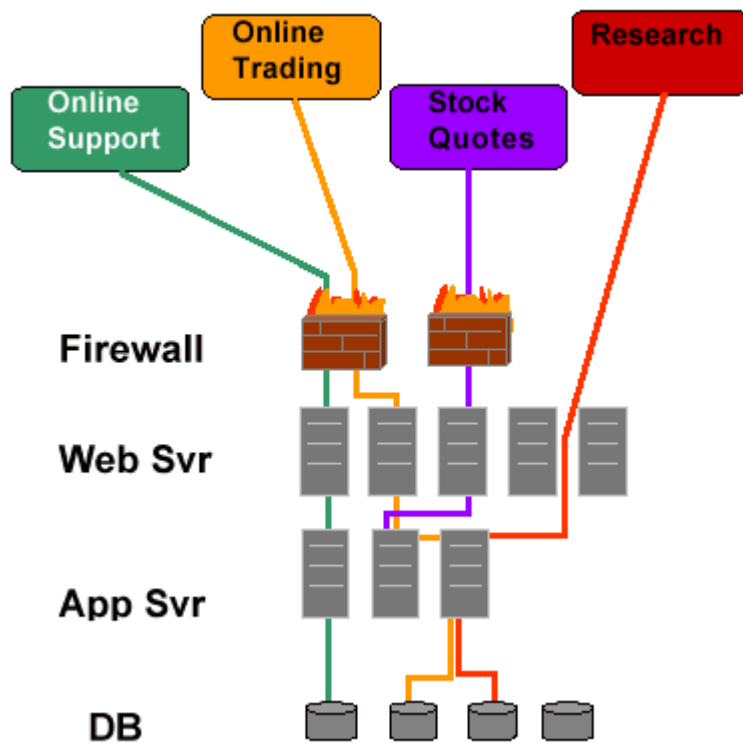 Online
Trading
Research
Online
Support
Stock
Quotes
Firewall
Web Svr
App Svr
DB